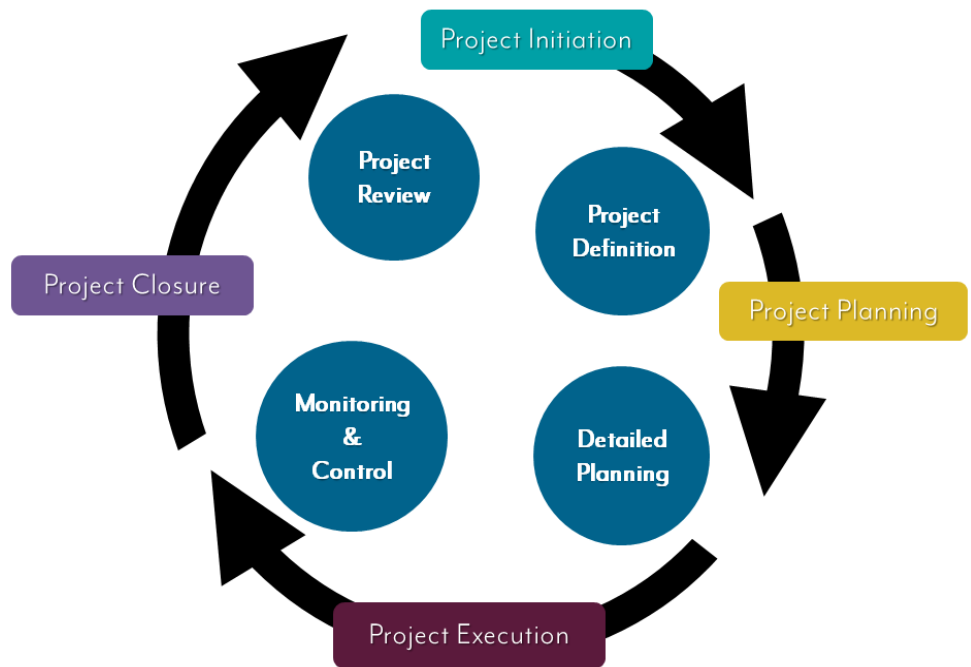 Project Initiation
Project
Review
Project
Definition
Project Closure
Project Planning
Monitoring
&
Control
Detailed
Planning
Project Execution